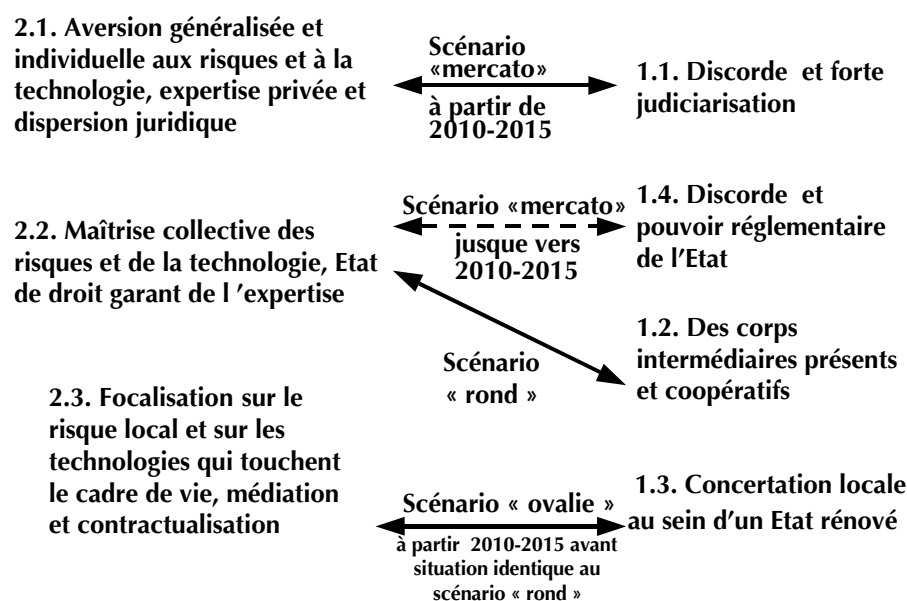 2.1. Aversion généralisée et
individuelle aux risques et à la
technologie, expertise privée et
dispersion juridique
Scénario
«mercato»
à partir de
2010-2015
1.1. Discorde et forte
judiciarisation
2.2. Maîtrise collective des
risques et de la technologie, Etat
de droit garant de l ’expertise
Scénario «mercato»
jusque vers
2010-2015
1.4. Discorde et
pouvoir réglementaire
de l'Etat
Scénario
« rond »
1.2. Des corps
intermédiaires présents
et coopératifs
2.3. Focalisation sur le
risque local et sur les
technologies qui touchent
le cadre de vie, médiation
et contractualisation
Scénario « ovalie »
à partir 2010-2015 avant
situation identique au
scénario « rond »
1.3. Concertation locale
au sein d'un Etat rénové